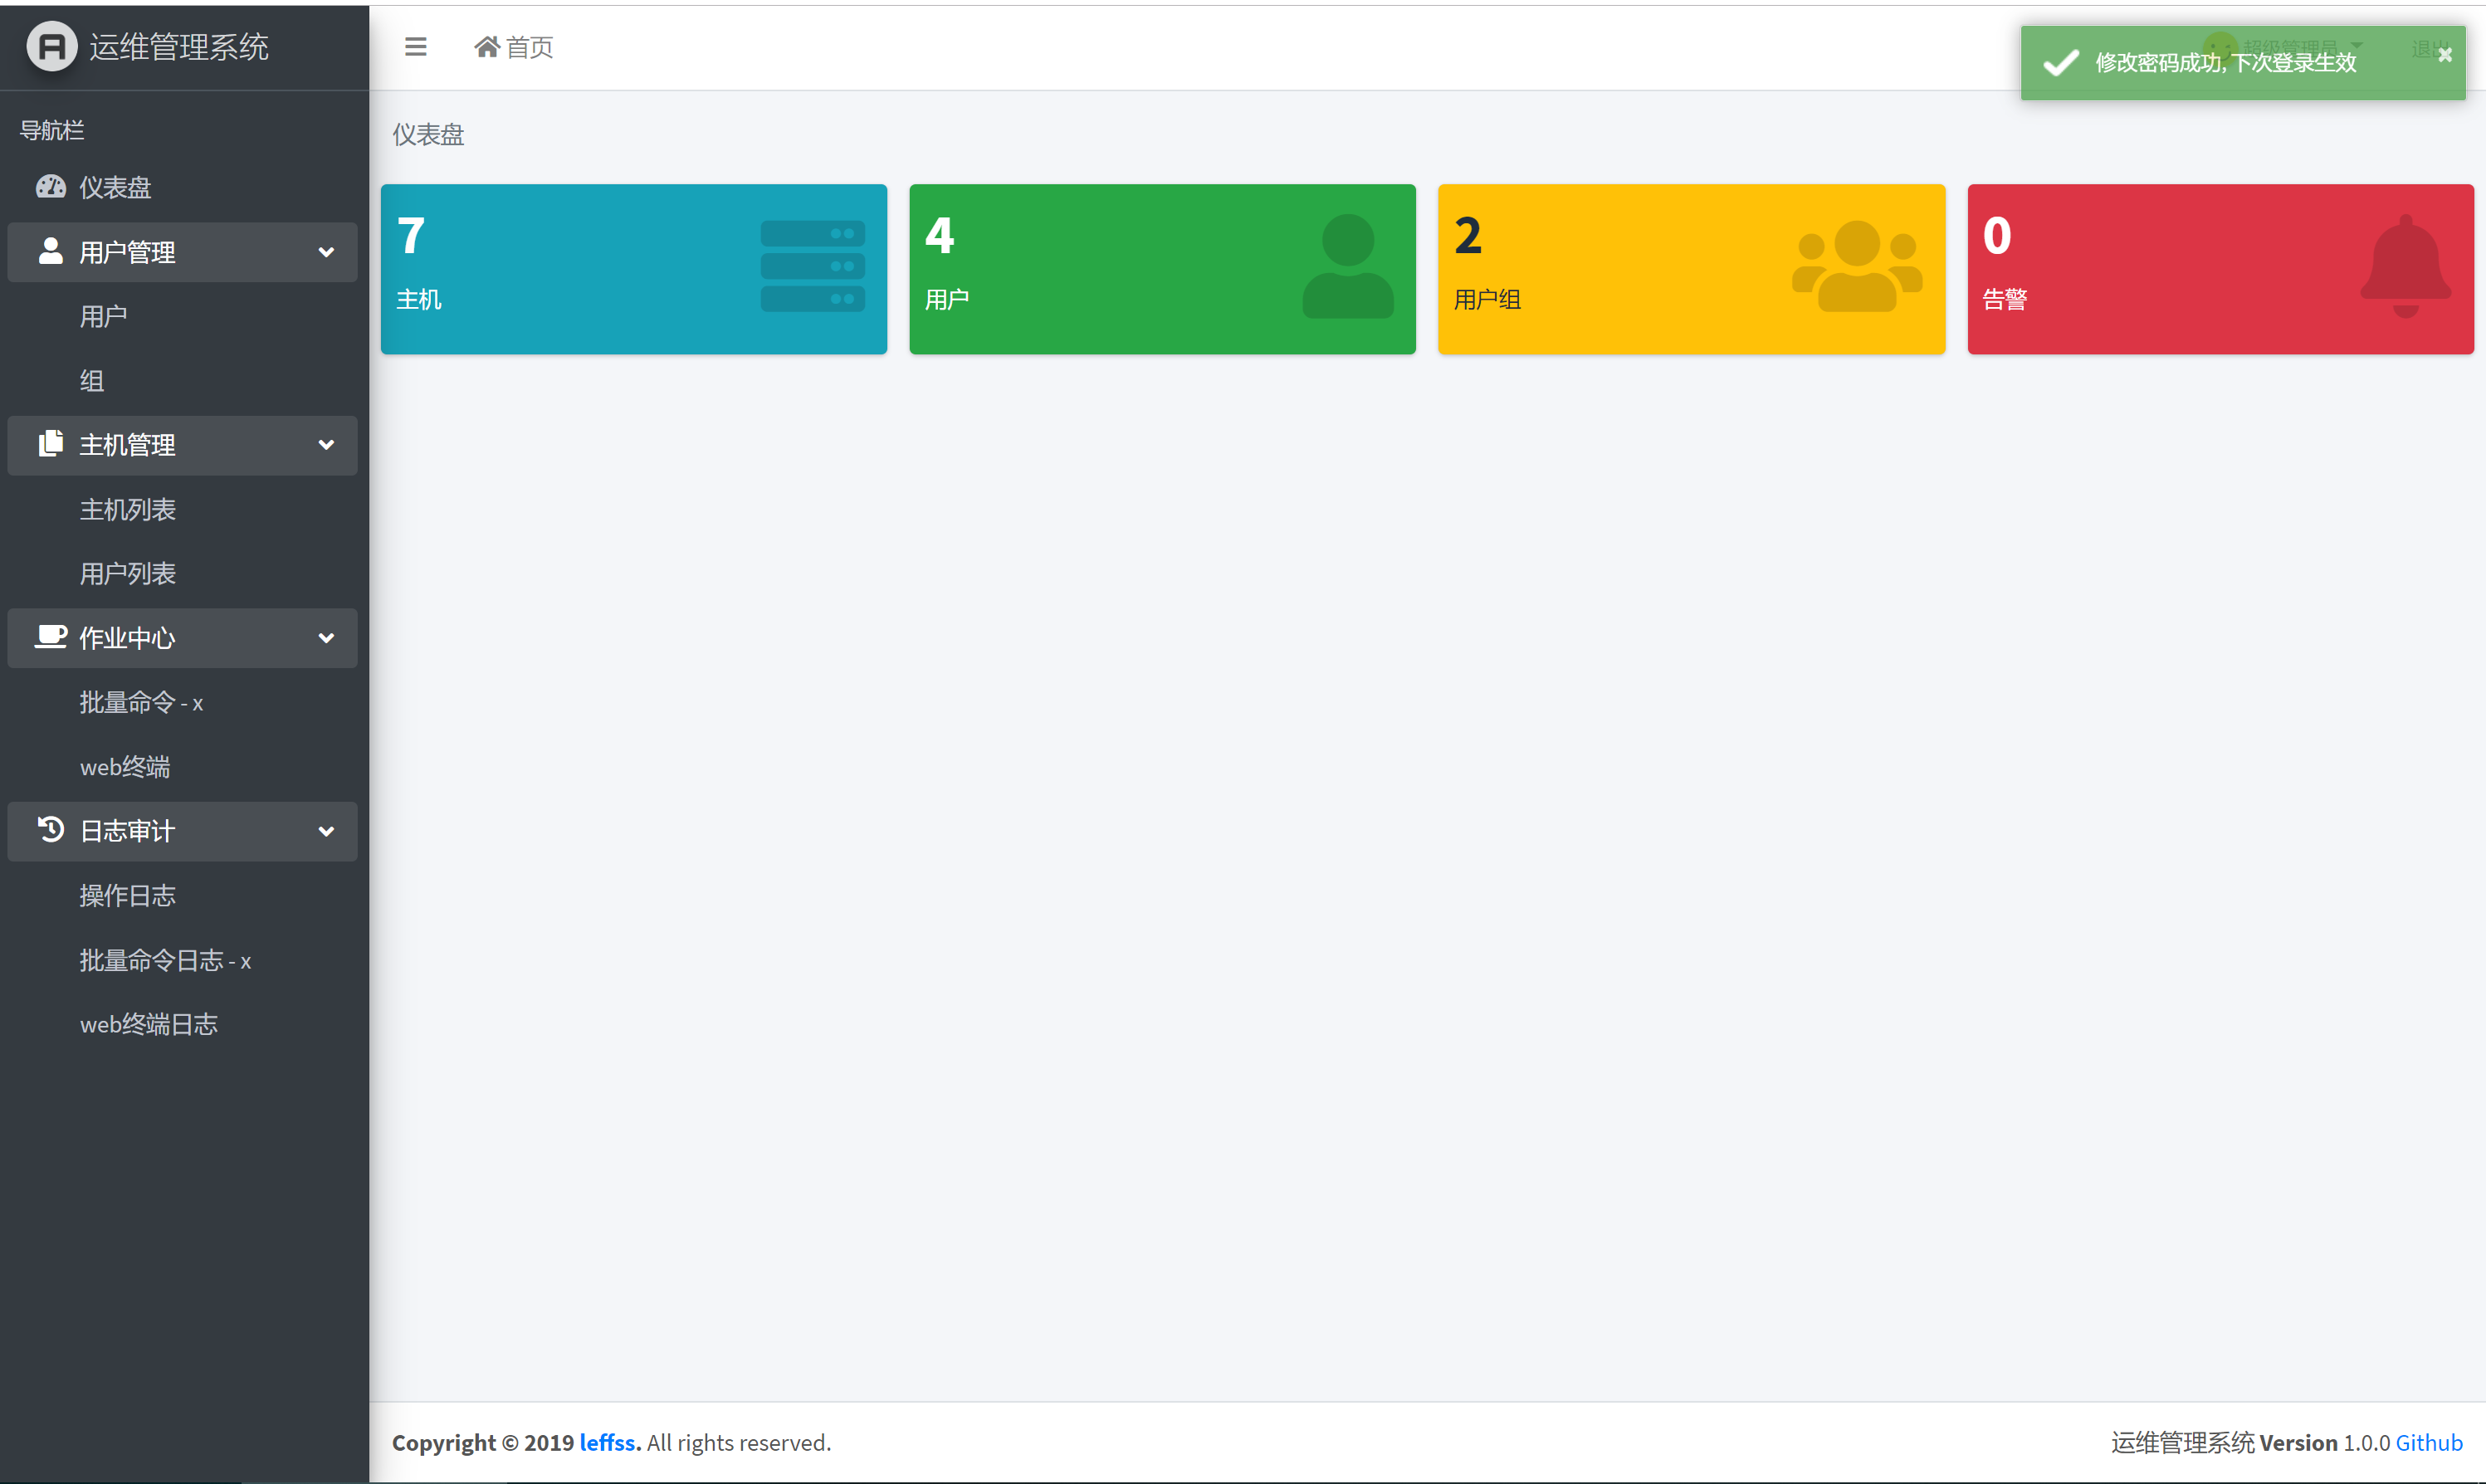 运维管理系统
首页
超级管理员
退出
修改密码成功, 下次登录生效
导航栏
仪表盘
用户管理
用户
组
主机管理
主机列表
用户列表
作业中心
批量命令 - x
web终端
日志审计
操作日志
批量命令日志 - x
web终端日志
仪表盘
7
主机
4
用户
2
用户组
0
告警
Copyright © 2019 leffss. All rights reserved.
运维管理系统 Version 1.0.0 Github